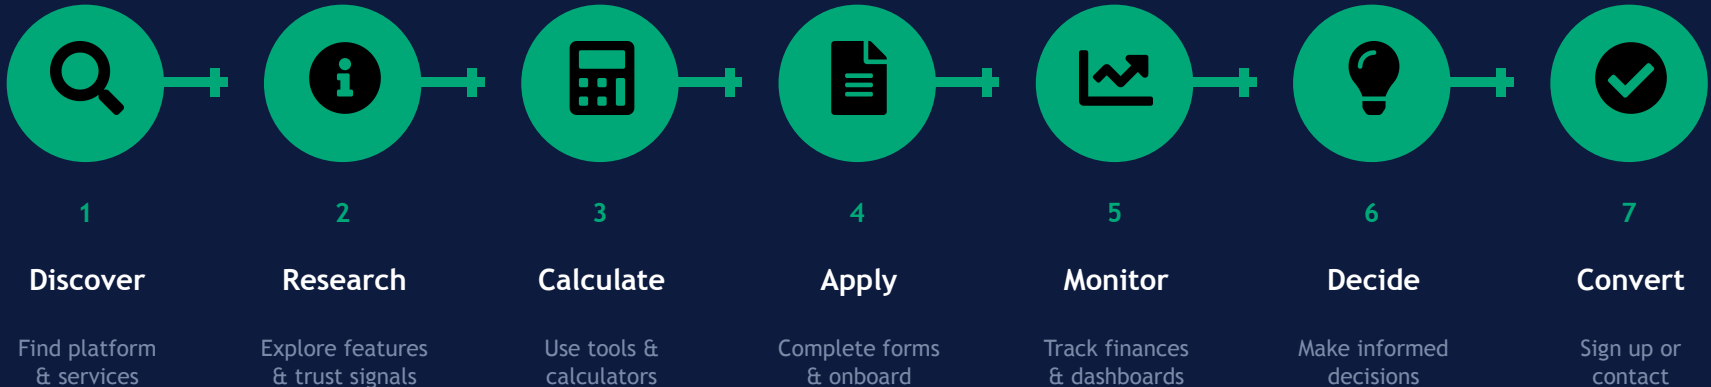 1
Discover
Find platform
& services
2
Research
Explore features
& trust signals
3
Calculate
Use tools &
calculators
4
Apply
Complete forms
& onboard
5
Monitor
Track finances
& dashboards
6
Decide
Make informed
decisions
7
Convert
Sign up or
contact